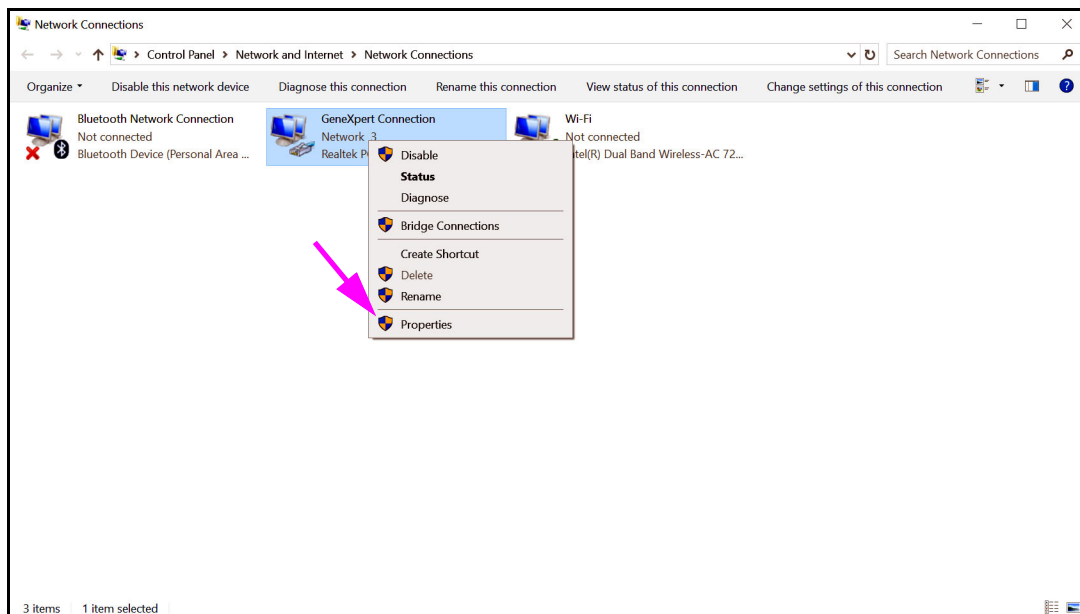 Network Connections
Control Panel > Network and Internet > Network Connections
Search Network Connections
Organize
Disable this network device
Diagnose this connection
Rename this connection
View status of this connection
Change settings of this connection
?
Bluetooth Network Connection
Not connected
Bluetooth Device (Personal Area ...
GeneXpert Connection
Network 3
Realtek
Wi-Fi
Not connected
Dual Band Wireless-AC 72...
Disable
Status
Diagnose
Bridge Connections
Create Shortcut
Delete
Rename
Properties
3 items
1 item selected